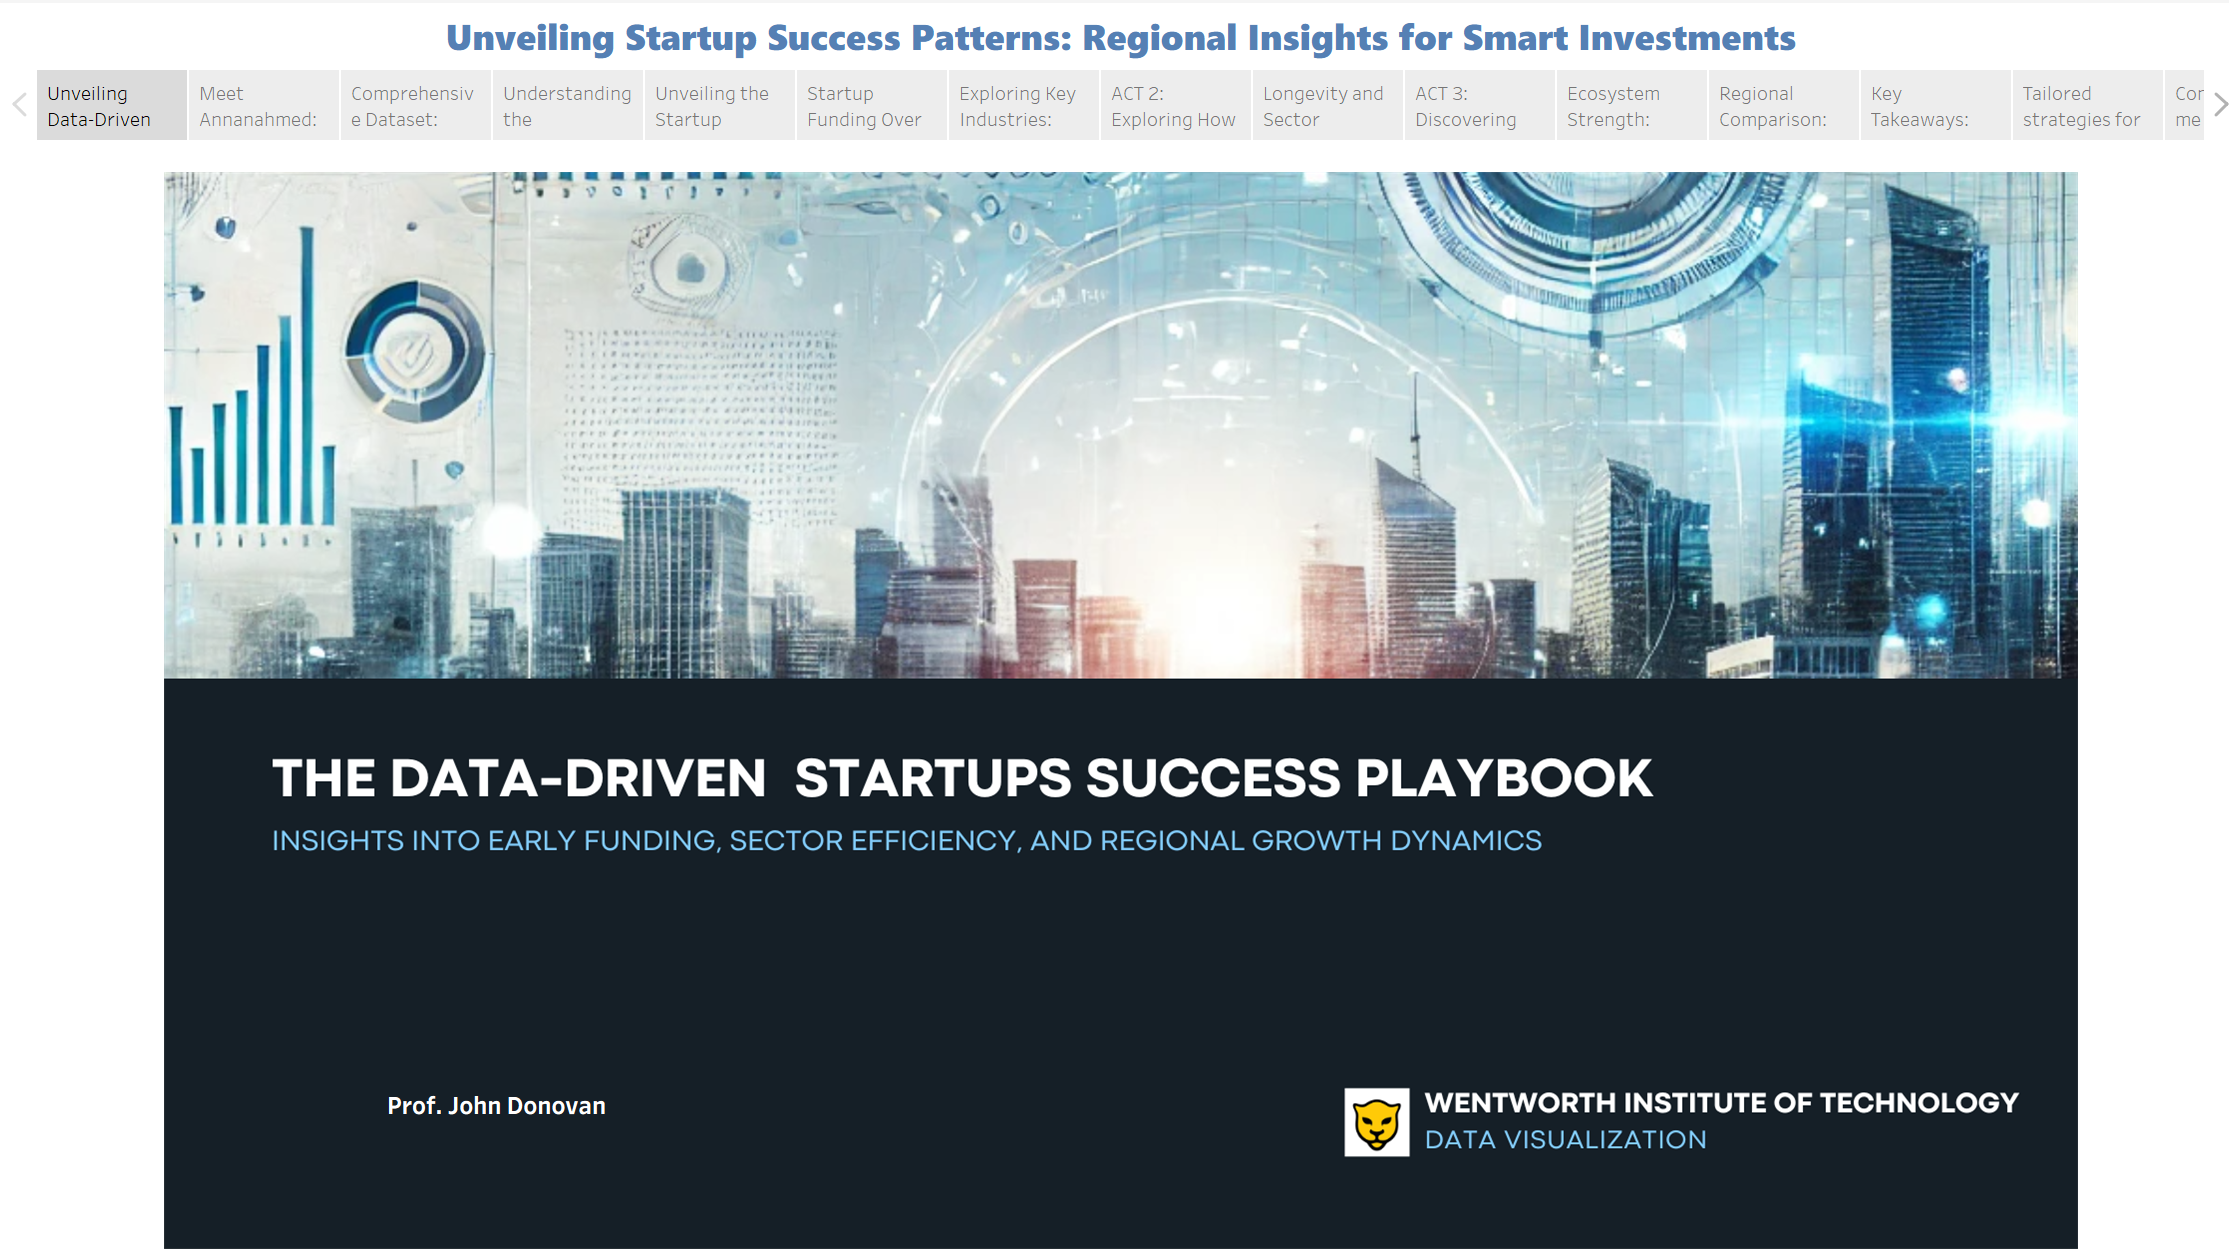 Unveiling Startup Success Patterns: Regional Insights for Smart Investments
Unveiling
Data-Driven
Meet
Annanahmed:
Comprehensiv
e Dataset:
Understanding
the
Unveiling the
Startup
Startup
Funding Over
Exploring Key
Industries:
ACT 2:
Exploring How
Longevity and
Sector
ACT 3:
Discovering
Ecosystem
Strength:
Regional
Comparison:
Key
Takeaways:
Tailored
strategies for
Cor
me
THE DATA-DRIVEN STARTUPS SUCCESS PLAYBOOK
INSIGHTS INTO EARLY FUNDING, SECTOR EFFICIENCY, AND REGIONAL GROWTH DYNAMICS
Prof. John Donovan
WENTWORTH INSTITUTE OF TECHNOLOGY
DATA VISUALIZATION